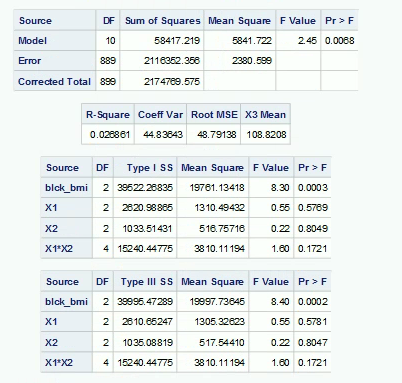 Source DF Sum of Squares Mean Square F Value Pr > F
Model 10 58417.219 5841.722 2.45 0.0068
Error 889 2116352.356 2380.599
Corrected Total 899 2174769.575
R-Square Coeff Var Root MSE X3 Mean
0.026861 44.83643 48.79138 108.8208
Source DF Type I SS Mean Square F Value Pr > F
blck_bmi 2 39522.26835 19761.13418 8.30 0.0003
X1 2 2620.98865 1310.49432 0.55 0.5769
X2 2 1033.51431 516.75716 0.22 0.8049
X1*X2 4 15240.44775 3810.11194 1.60 0.1721
Source DF Type III SS Mean Square F Value Pr > F
blck_bmi 2 39995.47289 19997.73645 8.40 0.0002
X1 2 2610.65247 1305.32623 0.55 0.5781
X2 2 1035.08819 517.54410 0.22 0.8047
X1*X2 4 15240.44775 3810.11194 1.60 0.1721